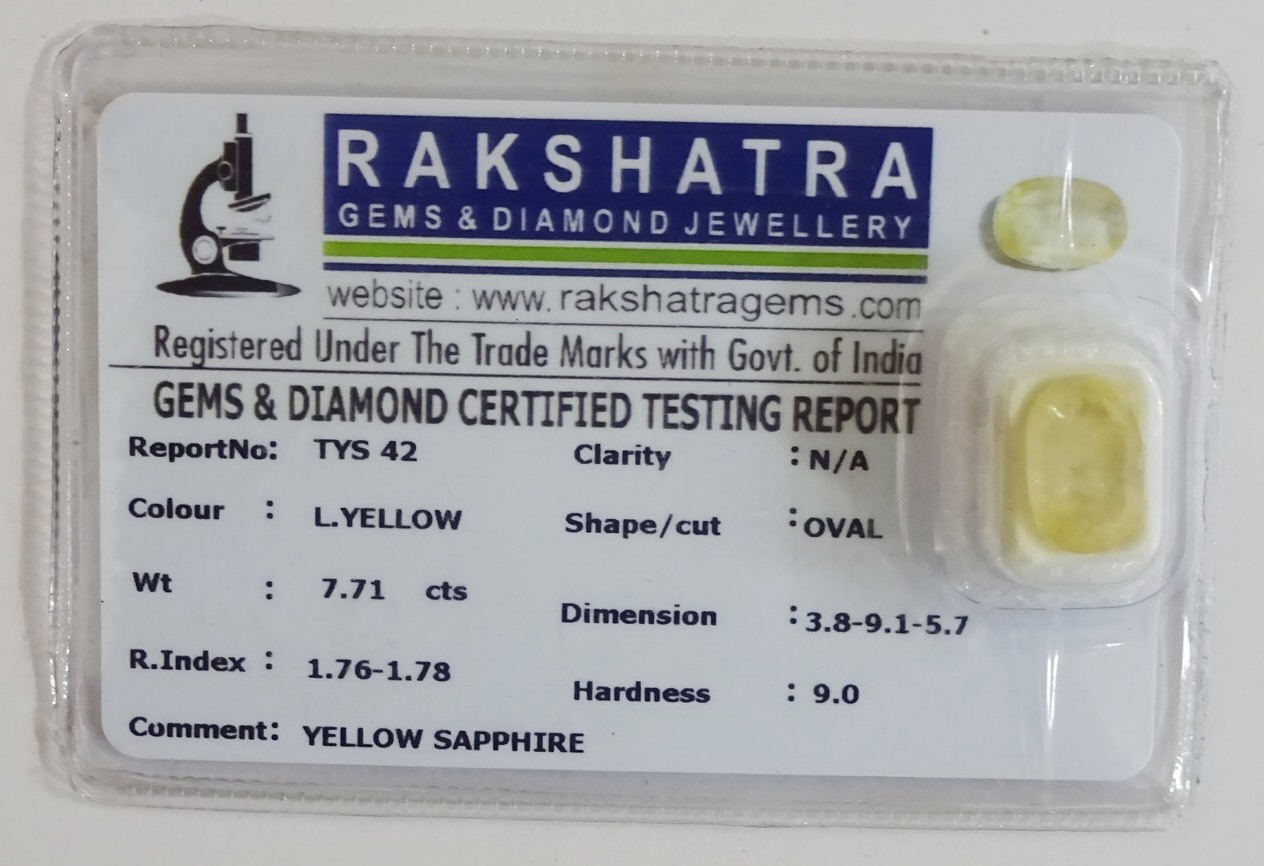 RAKSHATRA
GEMS & DIAMOND JEWELLERY
website : www.rakshatragems.com
Registered Under The Trade Marks with Govt. of India
GEMS & DIAMOND CERTIFIED TESTING REPORT
ReportNo: TYS 42 Clarity : N/A
Colour : L.YELLOW Shape/cut : OVAL
Wt : 7.71 cts Dimension : 3.8-9.1-5.7
R.Index : 1.76-1.78 Hardness : 9.0
Comment: YELLOW SAPPHIRE